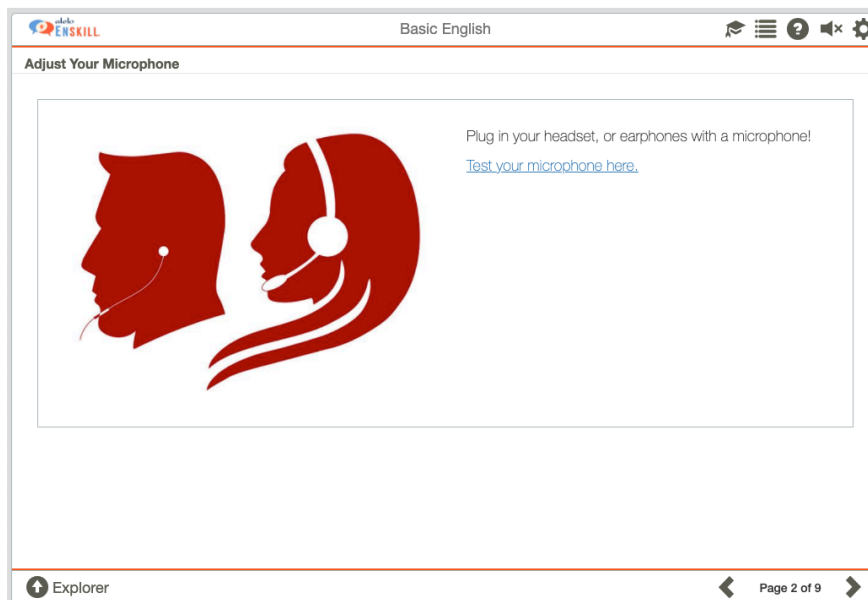 alelo
ENSKILL
Basic English
Adjust Your Microphone
Plug in your headset, or earphones with a microphone!
Test your microphone here.
Explorer
Page 2 of 9